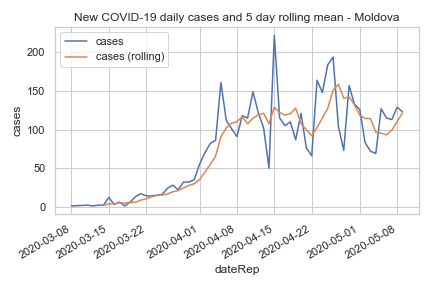 New COVID-19 daily cases and 5 day rolling mean - Moldova
cases
cases (rolling)
200
150
100
50
0
cases
2020-03-08
2020-03-15
2020-03-22
2020-04-01
2020-04-08
2020-04-15
2020-04-22
2020-05-01
2020-05-08
dateRep